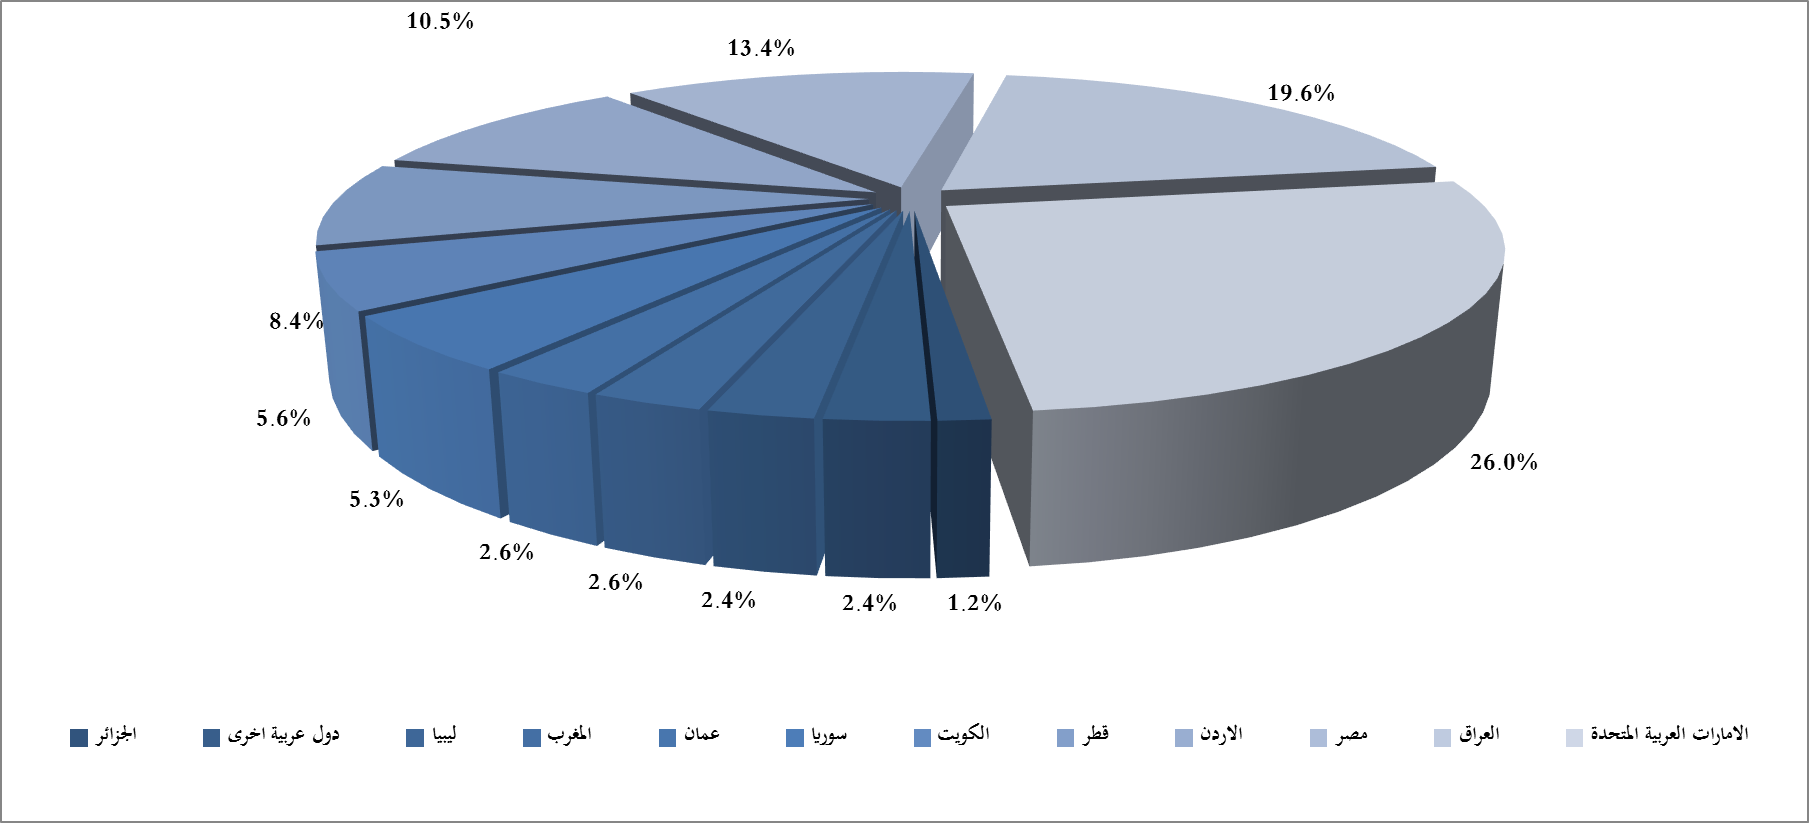 10.5%
13.4%
19.6%
8.4%
5.6%
26.0%
5.3%
2.6%
2.6%
2.4%
2.4%
1.2%
الامارات العربية المتحدة
العراق
مصر
الاردن
قطر
الكويت
سوريا
عمان
المغرب
ليبيا
دول عربية اخرى
الجزائر